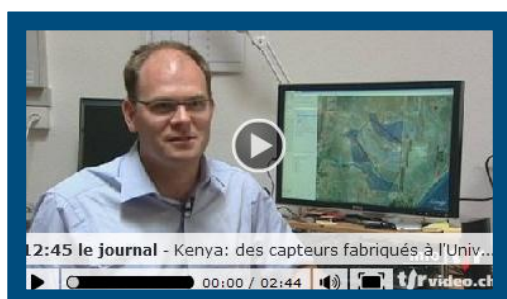 12:45 le journal - Kenya: des capteurs fabriqués à l'Univ...
00:00 / 02:44
tsrvideo.ch